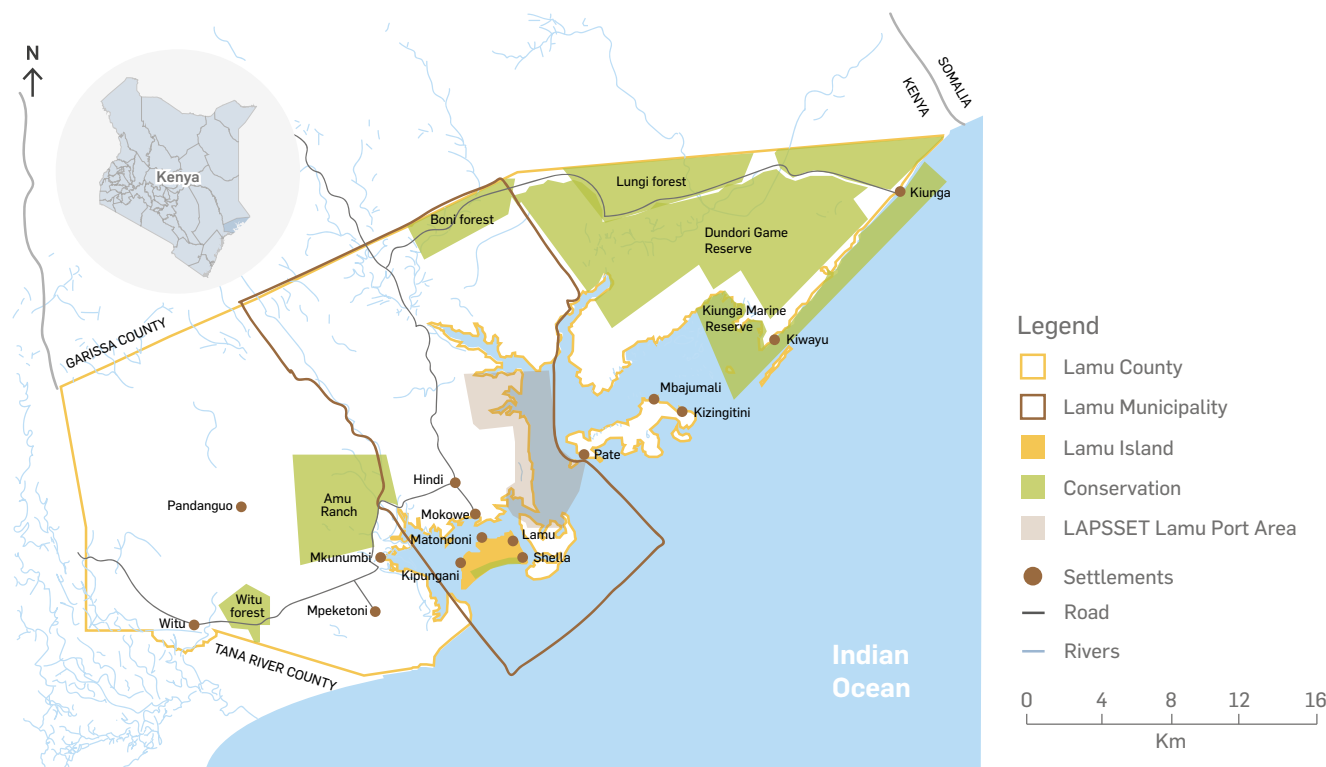 N
Kenya
SOMALIA
KENYA
GARISSA COUNTY
Boni forest
Lungi forest
Kiunga
Dundori Game
Reserve
Kiunga Marine
Reserve
Kiwayu
Mbajumali
Kizingitini
Pate
Hindi
Pandanguo
Amu
Ranch
Mokowe
Matondoni
Lamu
Mkunumbi
Shella
Kipungani
Witu
forest
Mpeketoni
Witu
TANA RIVER COUNTY
Indian
Ocean
Legend
Lamu County
Lamu Municipality
Lamu Island
Conservation
LAPSSET Lamu Port Area
Settlements
Road
Rivers
0 4 8 12 16
Km